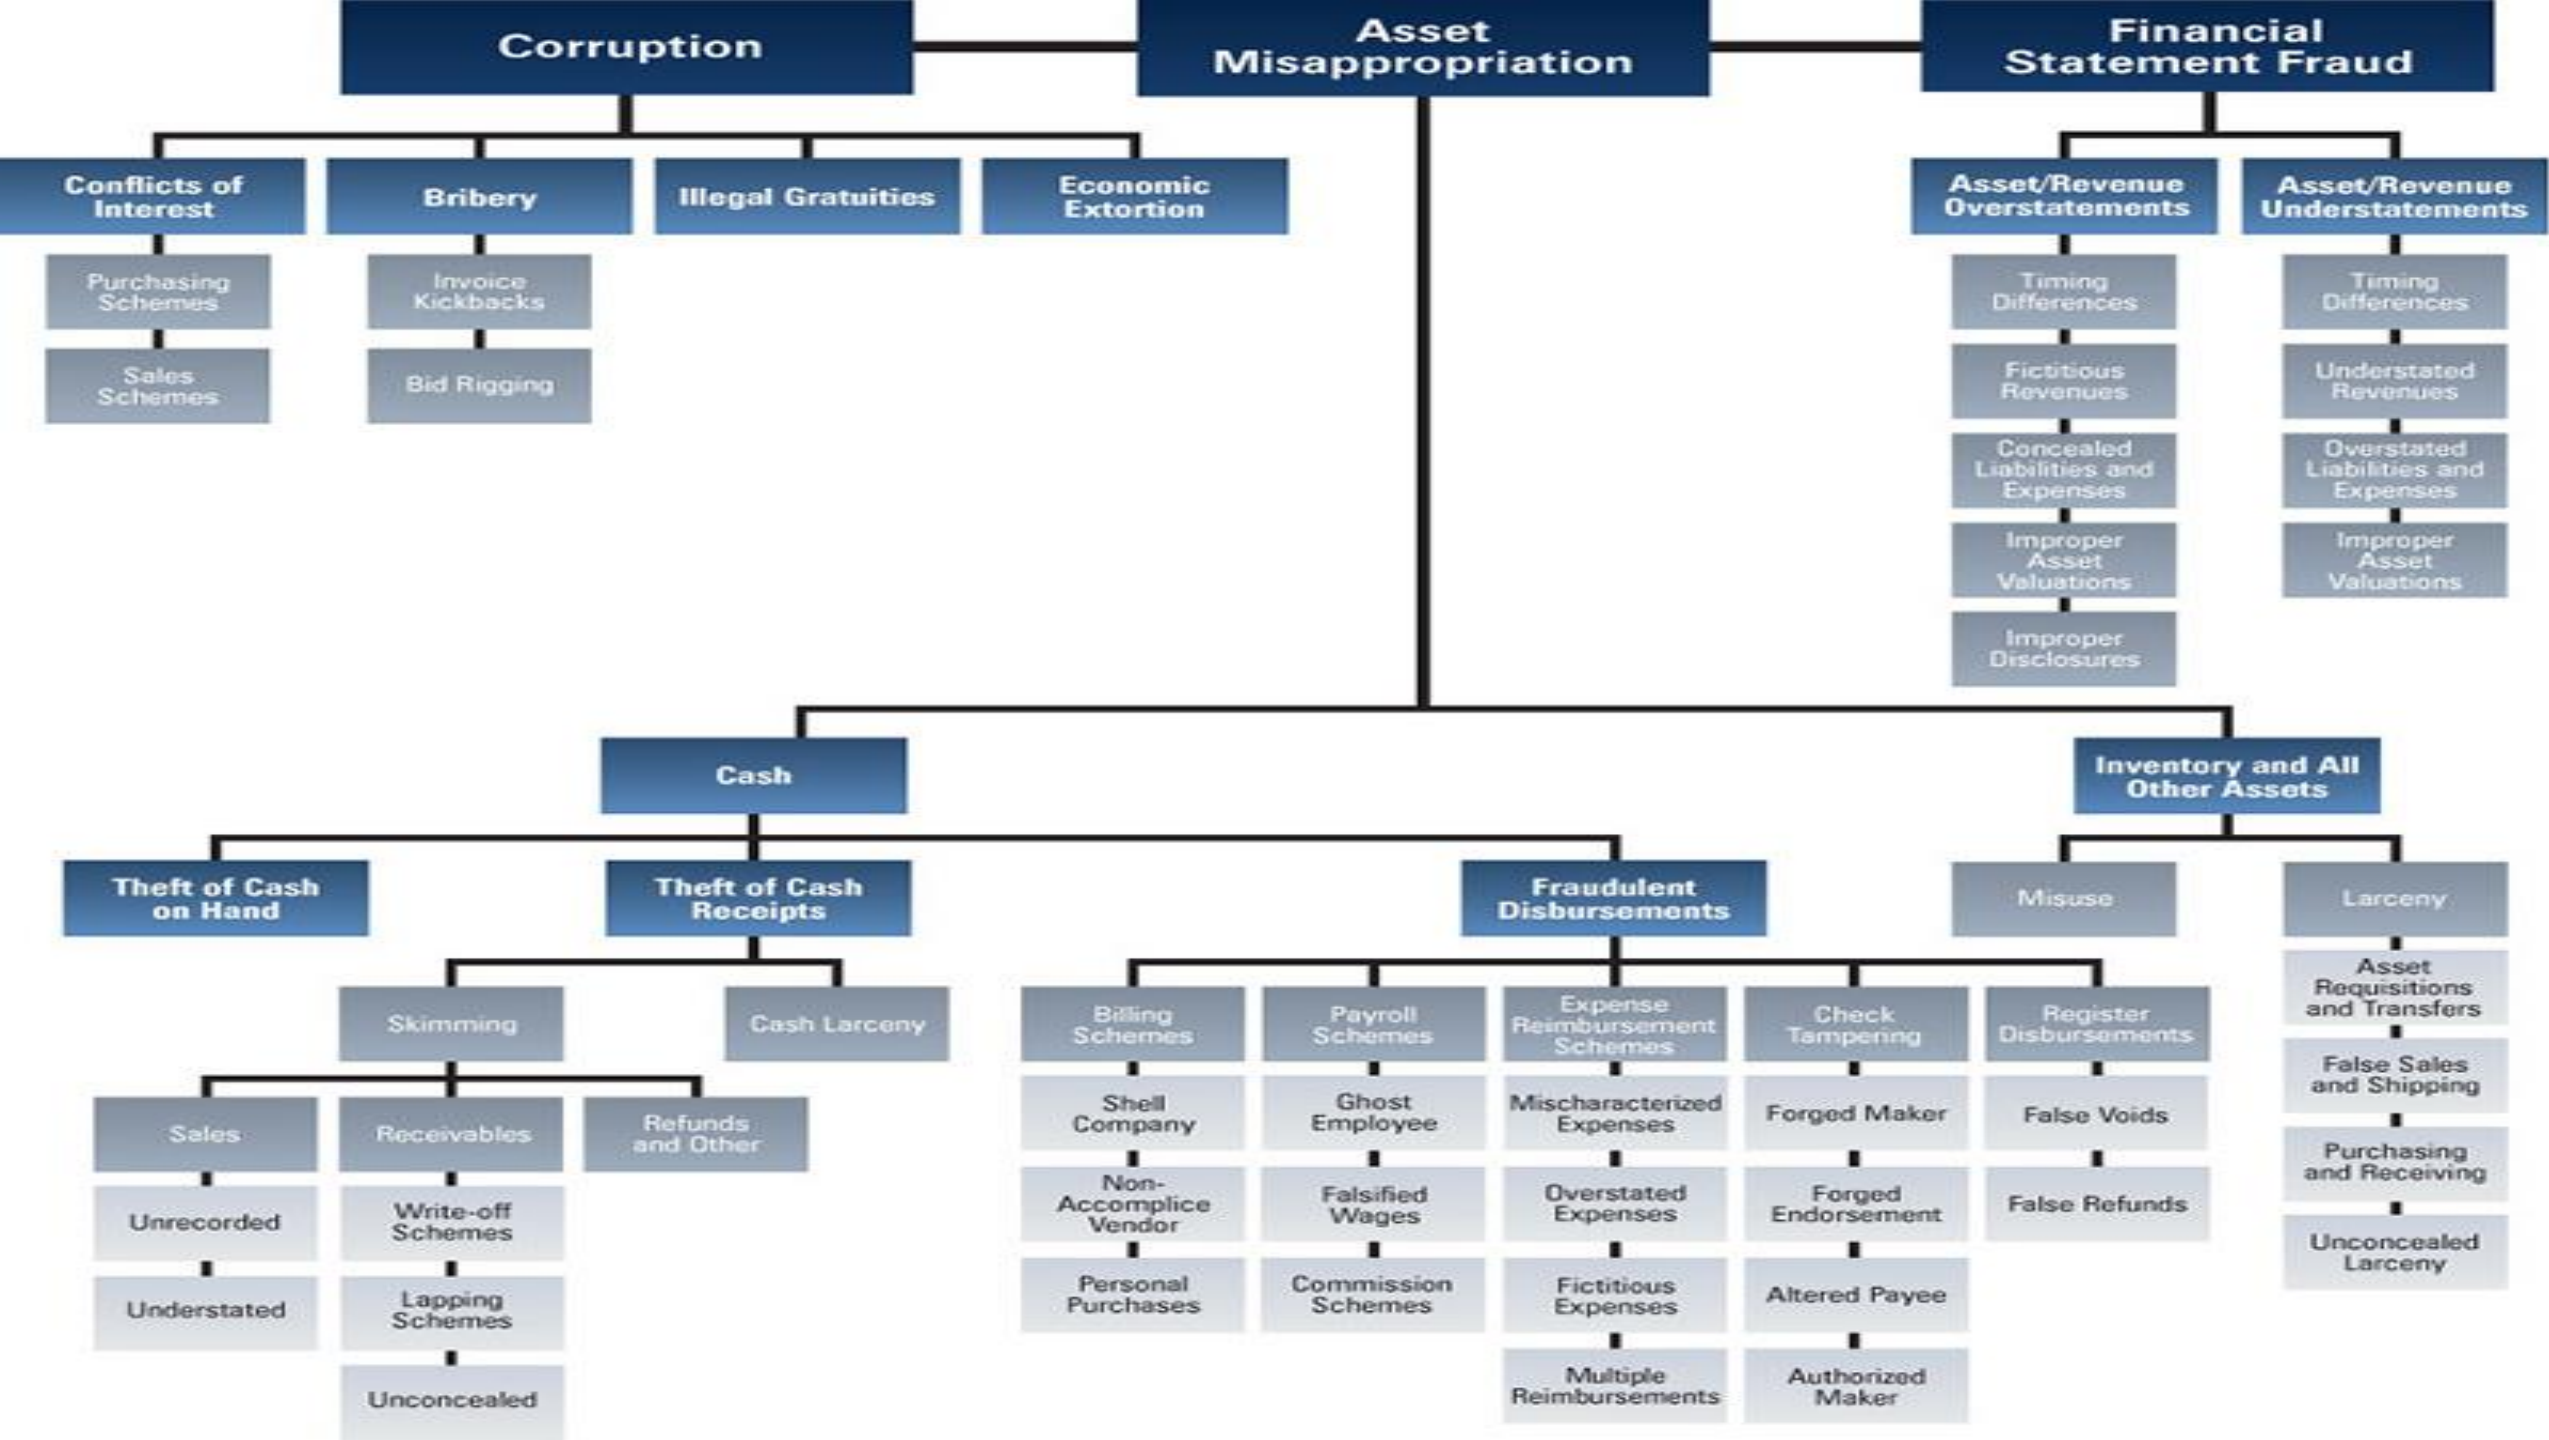 Corruption
Asset
Misappropriation
Financial
Statement Fraud
Conflicts of
Interest
Bribery
Illegal Gratuities
Economic
Extortion
Asset/Revenue
Overstatements
Asset/Revenue
Understatements
Purchasing
Schemes
Sales
Schemes
Invoice
Kickbacks
Bid Rigging
Timing
Differences
Fictitious
Revenues
Concealed
Liabilities and
Expenses
Improper
Asset
Valuations
Improper
Disclosures
Timing
Differences
Understated
Revenues
Overstated
Liabilities and
Expenses
Improper
Asset
Valuations
Cash
Inventory and All
Other Assets
Theft of Cash
on Hand
Theft of Cash
Receipts
Fraudulent
Disbursements
Misuse
Larceny
Skimming
Cash Larceny
Sales
Unrecorded
Understated
Receivables
Write-off
Schemes
Lapping
Schemes
Unconcealed
Refunds
and Other
Billing
Schemes
Shell
Company
Non-
Accomplice
Vendor
Personal
Purchases
Payroll
Schemes
Ghost
Employee
Falsified
Wages
Commission
Schemes
Expense
Reimbursement
Schemes
Mischaracterized
Expenses
Overstated
Expenses
Fictitious
Expenses
Multiple
Reimbursements
Check
Tampering
Forged Maker
Forged
Endorsement
Altered Payee
Authorized
Maker
Register
Disbursements
False Voids
False Refunds
Asset
Requisitions
and Transfers
False Sales
and Shipping
Purchasing
and Receiving
Unconcealed
Larceny